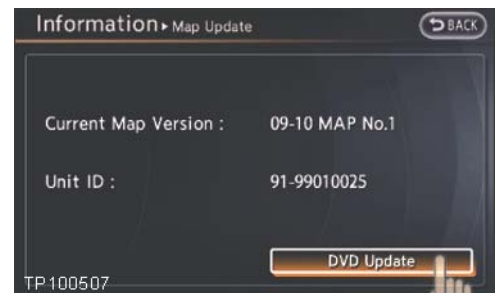 Information ▸ Map Update
BACK
Current Map Version : 09-10 MAP No.1
Unit ID : 91-99010025
DVD Update
TP100507